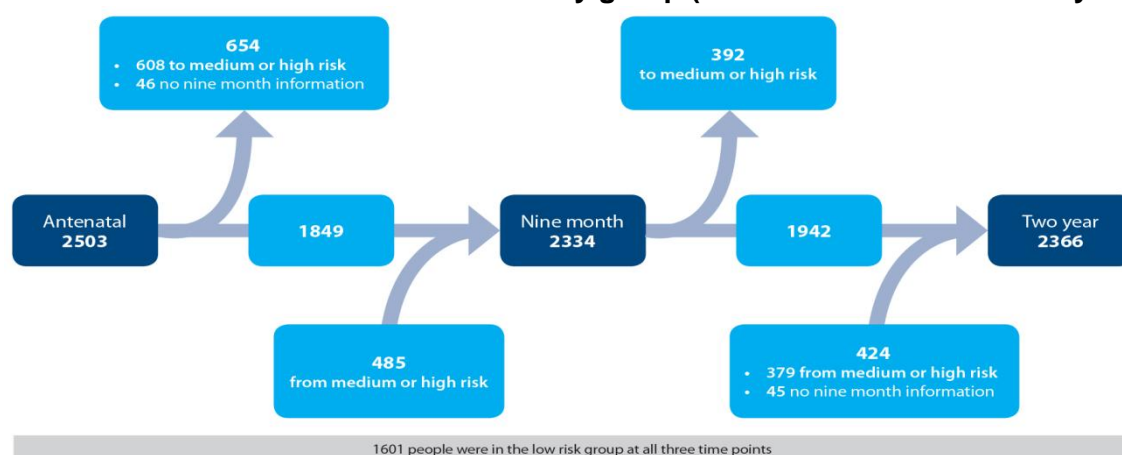 654
• 608 to medium or high risk
• 46 no nine month information
392
to medium or high risk
Antenatal
2503
1849
Nine month
2334
1942
Two year
2366
485
from medium or high risk
424
• 379 from medium or high risk
• 45 no nine month information
1601 people were in the low risk group at all three time points